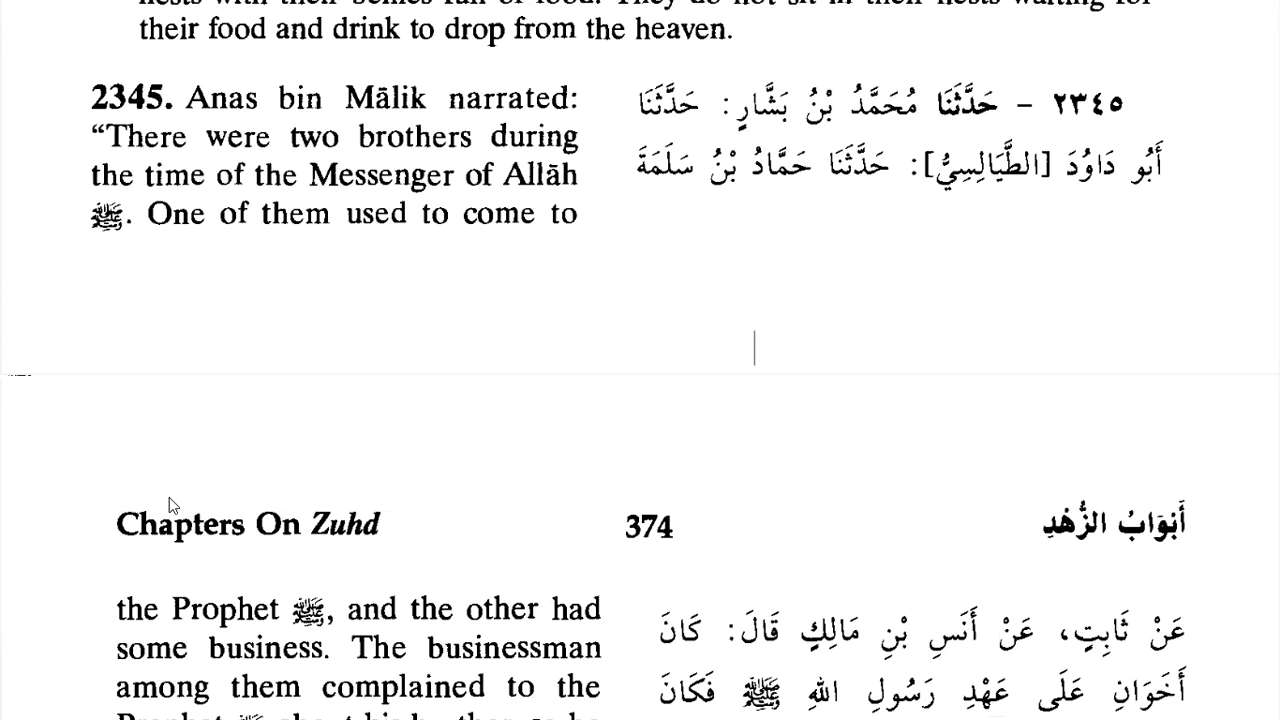 their food and drink to drop from the heaven.
2345. Anas bin Mālik narrated:
“There were two brothers during
the time of the Messenger of Allāh
ﷺ. One of them used to come to
٢٣٤٥ - حَدَّثَنَا مُحَمَّدُ بْنُ بَشَّارٍ: حَدَّثَنَا
أَبُو دَاوُدَ [الطَّيَالِسِيُّ]: حَدَّثَنَا حَمَّادُ بْنُ سَلَمَةَ
Chapters On Zuhd
374
أَبْوَابُ الزُّهْدِ
the Prophet ﷺ, and the other had
some business. The businessman
among them complained to the
عَنْ ثَابِتٍ، عَنْ أَنَسِ بْنِ مَالِكٍ قَالَ: كَانَ
أَخَوَانِ عَلَى عَهْدِ رَسُولِ اللهِ ﷺ فَكَانَ